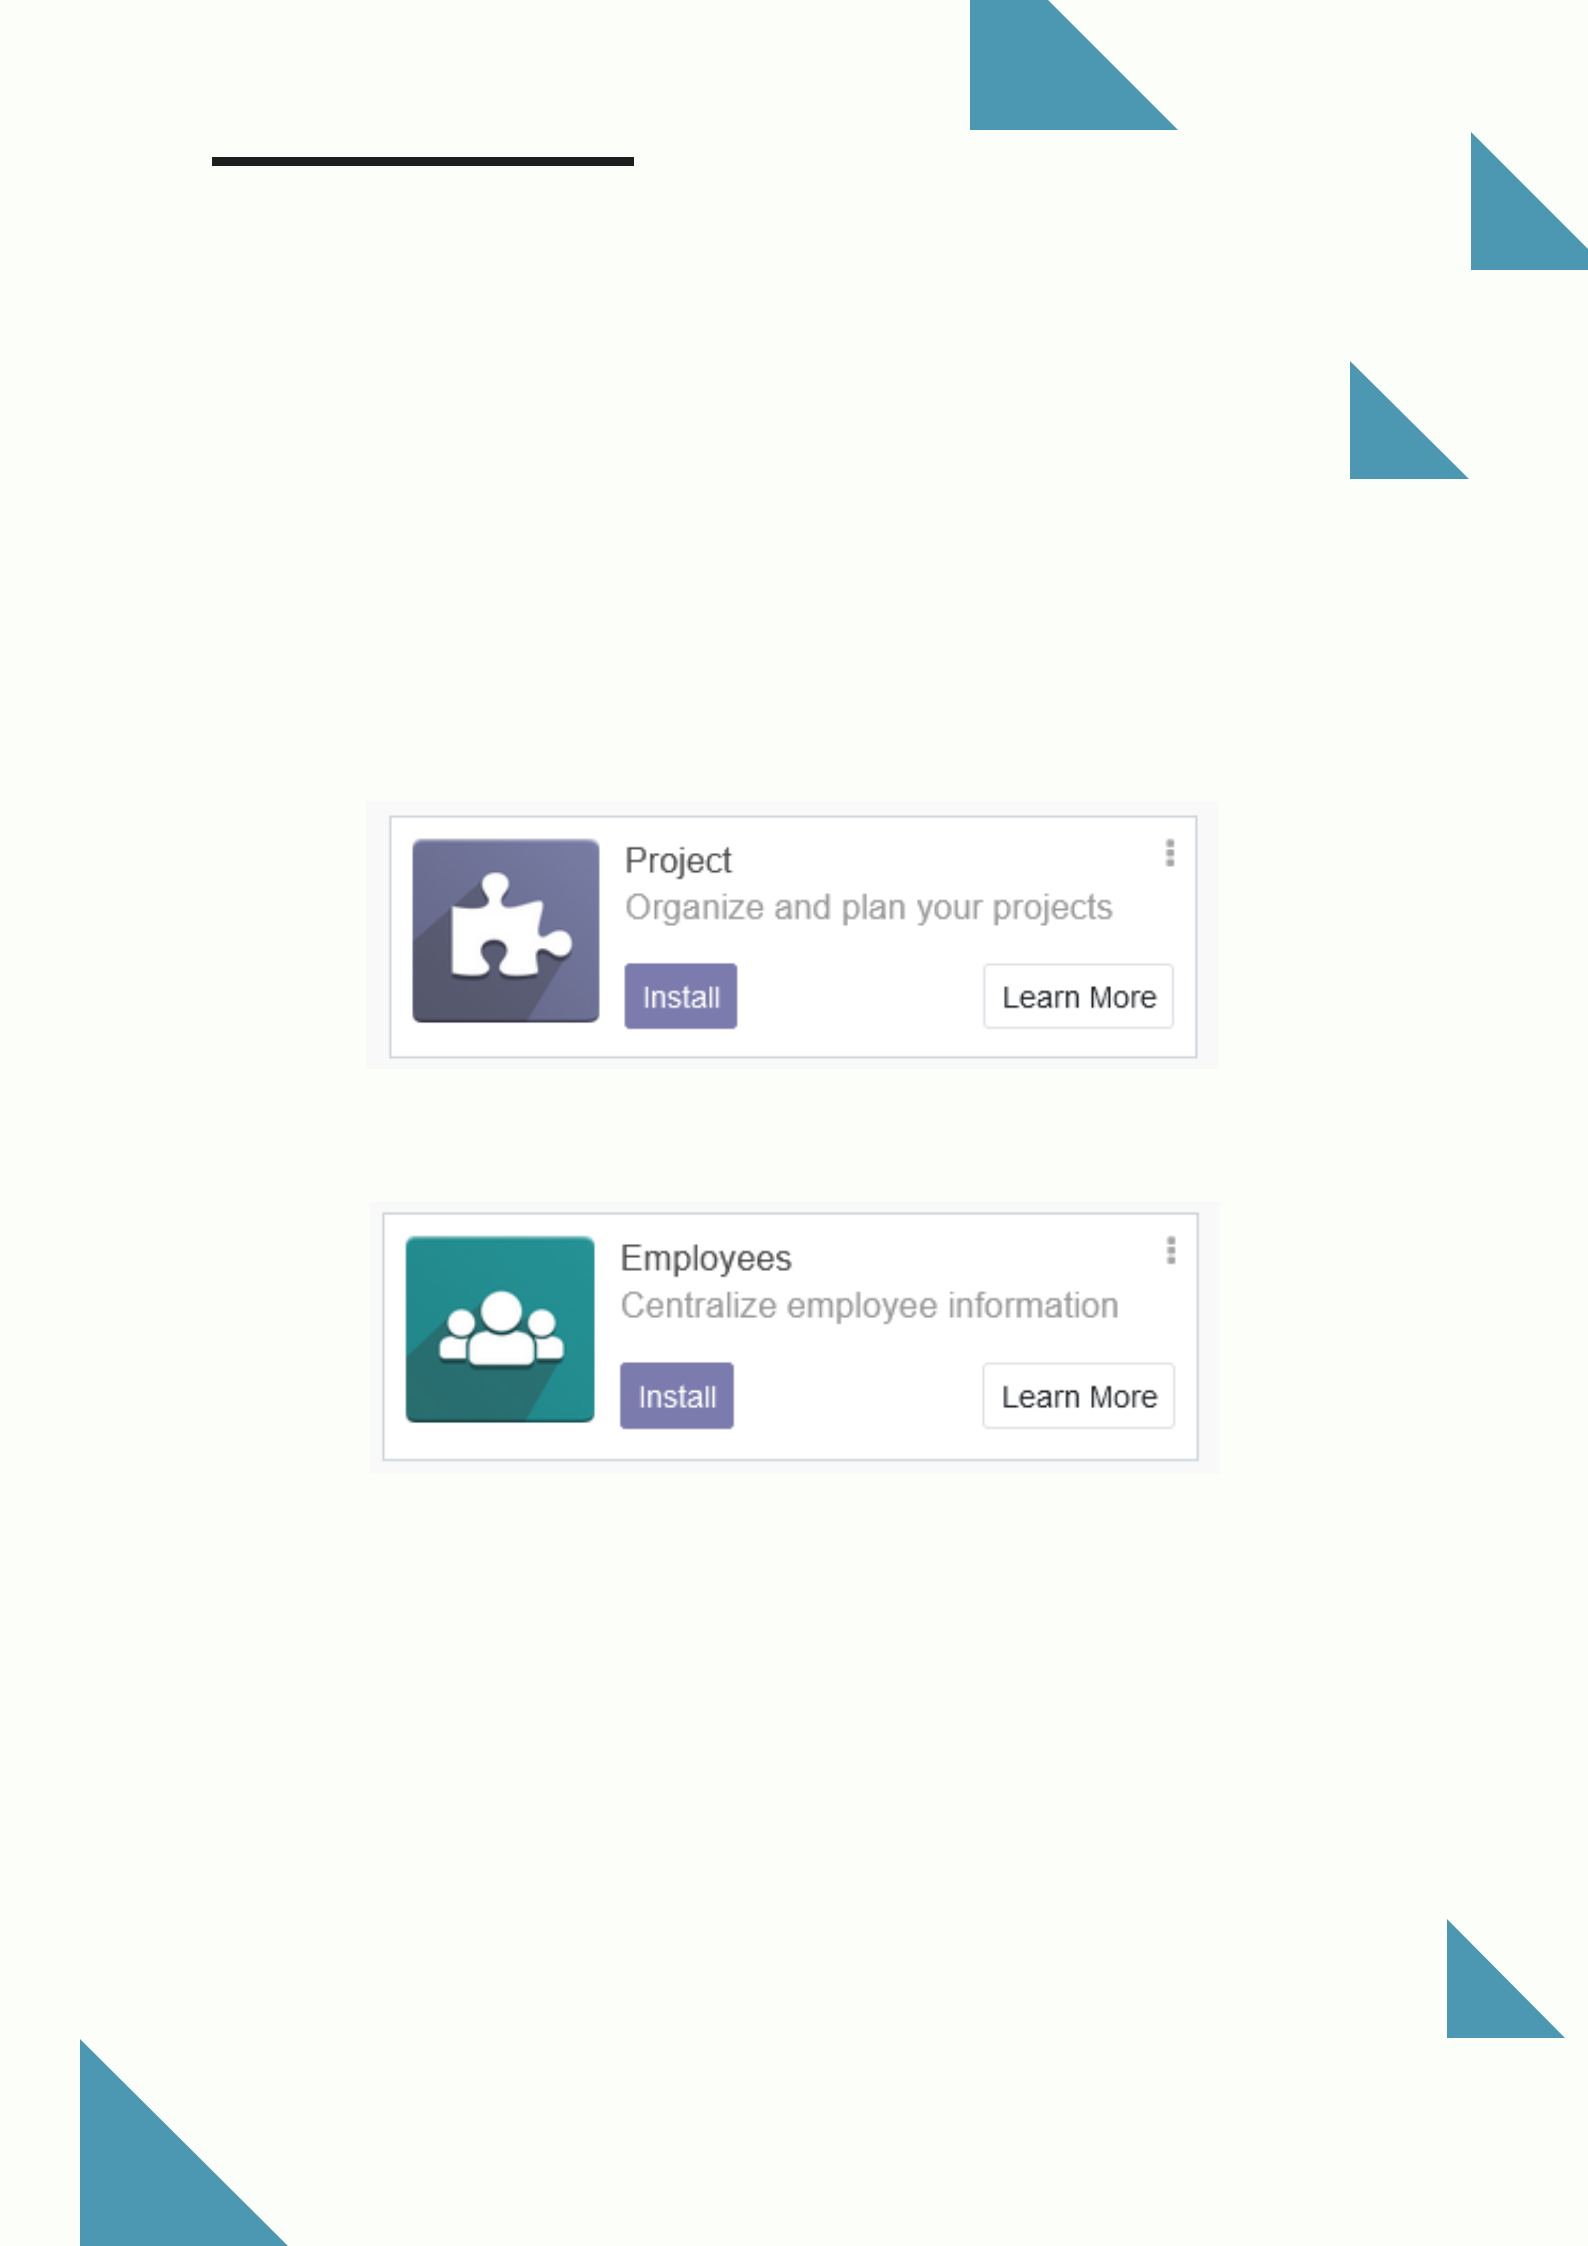 Project
Organize and plan your projects
Install
Learn More
Employees
Centralize employee information
Install
Learn More